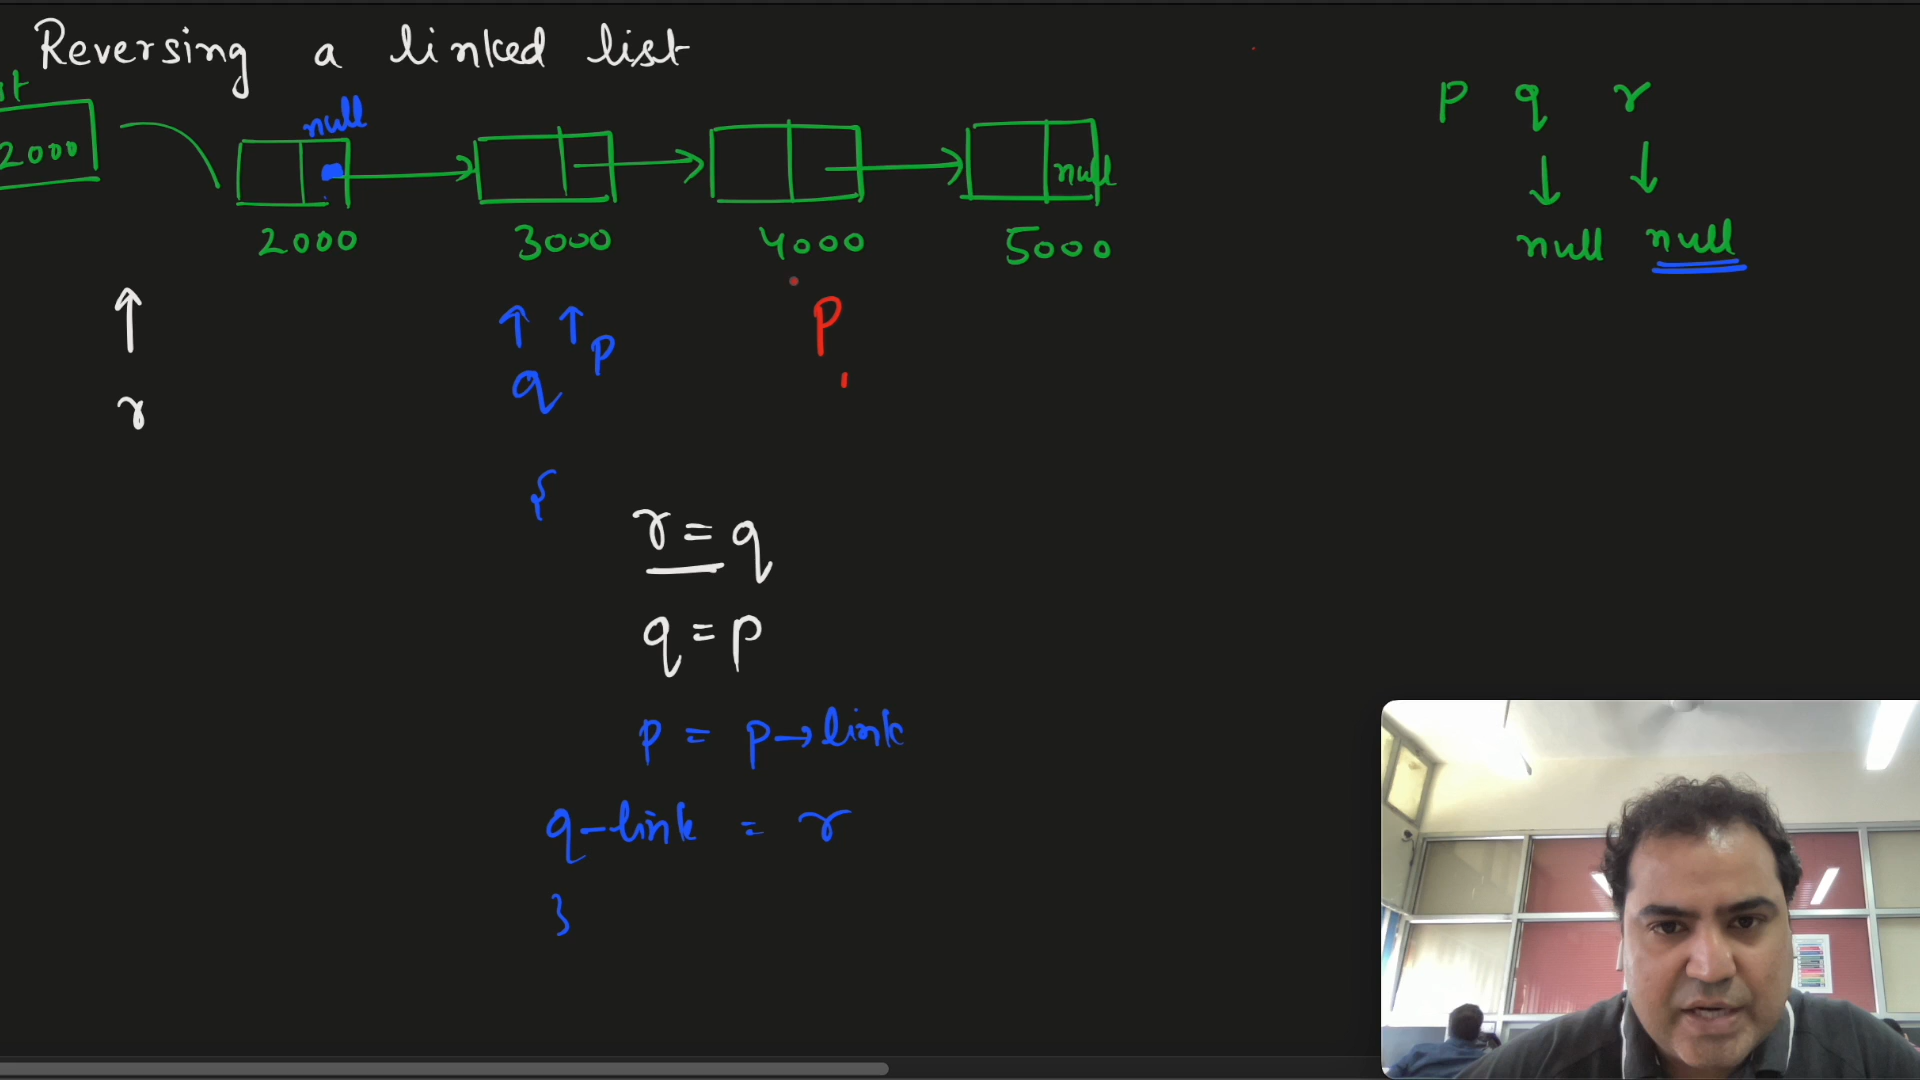 Reversing a linked list
p q r
null
2000
null
2000 3000 4000 5000
null null
p
p
q
r
{
r = q
q = p
p = p→link
q-link = r
}